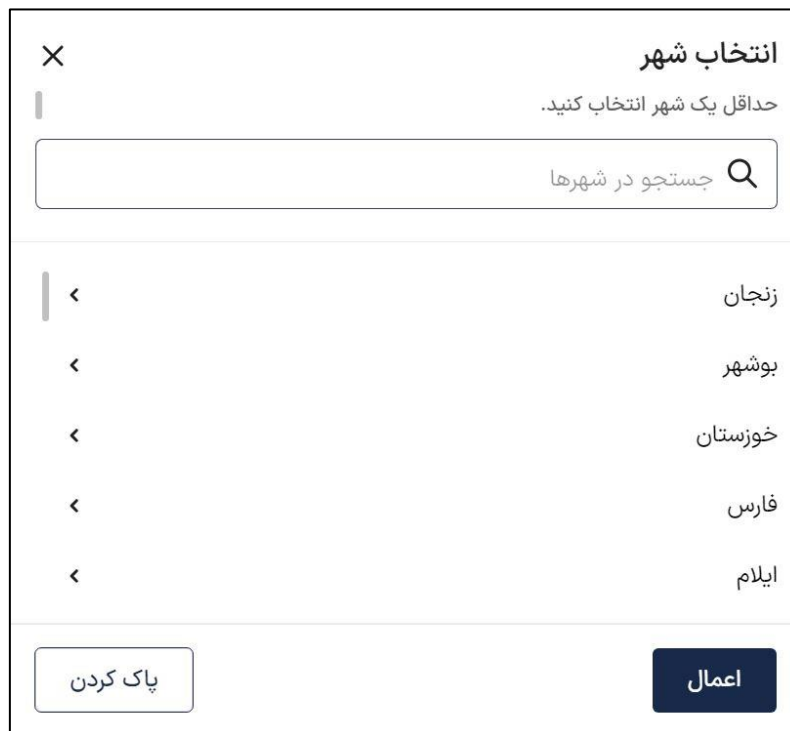 انتخاب شهر
حداقل یک شهر انتخاب کنید.
جستجو در شهرها
زنجان
بوشهر
خوزستان
فارس
ایلام
اعمال
پاک کردن